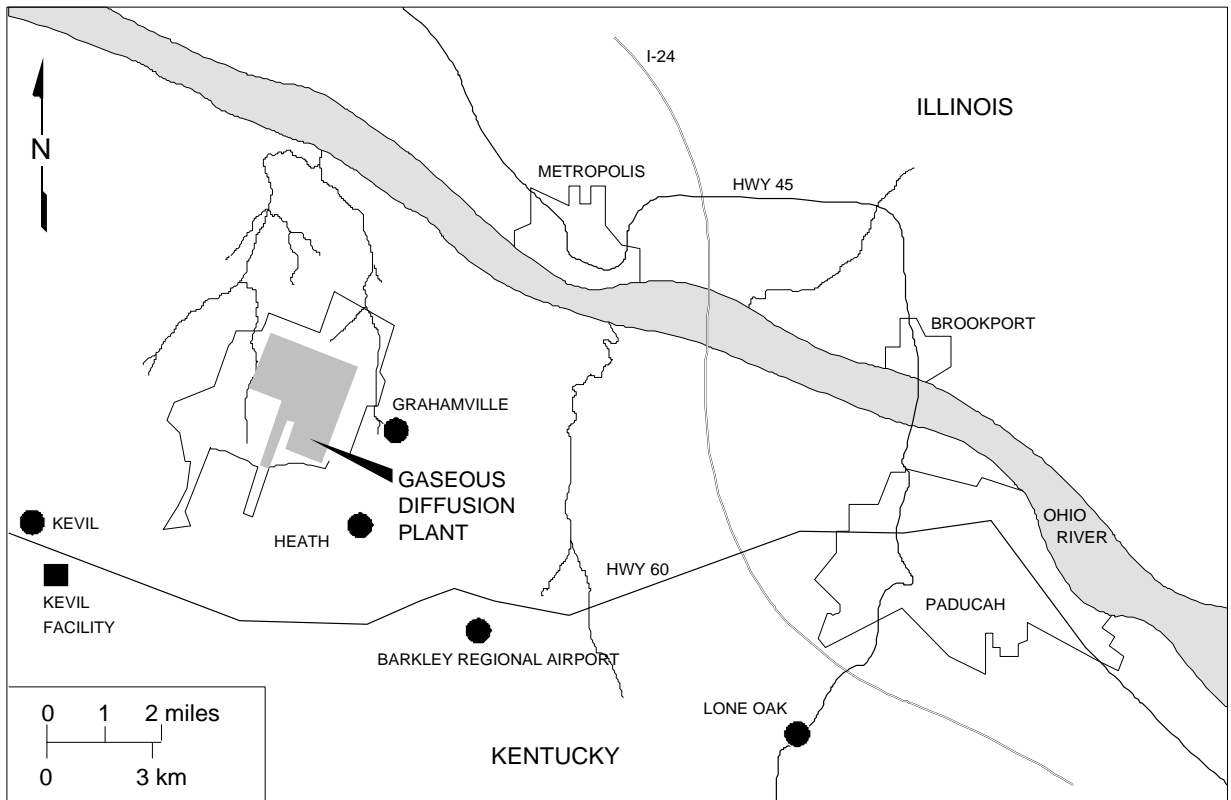 I-24
ILLINOIS
N
METROPOLIS
HWY 45
BROOKPORT
GRAHAMVILLE
GASEOUS
DIFFUSION
PLANT
KEVIL
HEATH
OHIO
RIVER
HWY 60
KEVIL
FACILITY
PADUCAH
BARKLEY REGIONAL AIRPORT
LONE OAK
0 1 2 miles
KENTUCKY
0 3 km